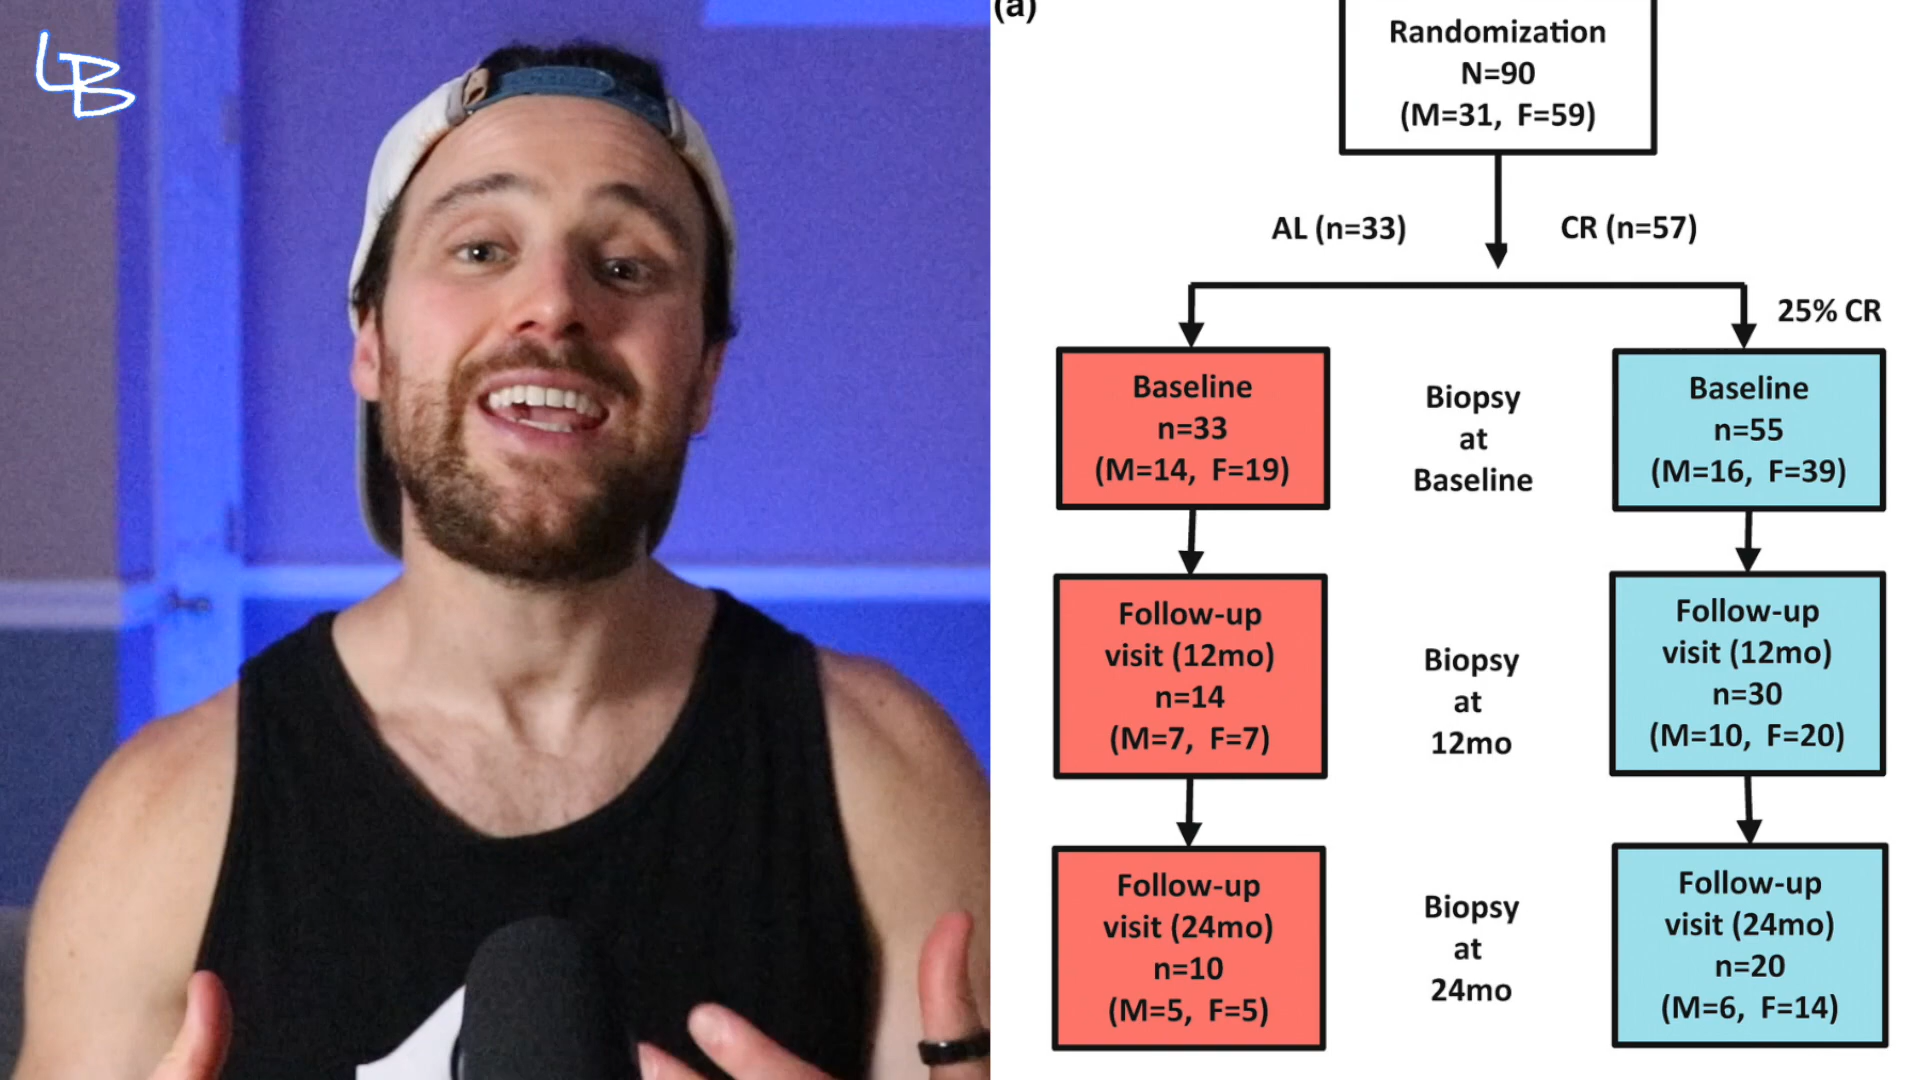 LB
(a)
Randomization
N=90
(M=31, F=59)
AL (n=33)
CR (n=57)
25% CR
Baseline
n=33
(M=14, F=19)
Biopsy
at
Baseline
Baseline
n=55
(M=16, F=39)
Follow-up
visit (12mo)
n=14
(M=7, F=7)
Biopsy
at
12mo
Follow-up
visit (12mo)
n=30
(M=10, F=20)
Follow-up
visit (24mo)
n=10
(M=5, F=5)
Biopsy
at
24mo
Follow-up
visit (24mo)
n=20
(M=6, F=14)